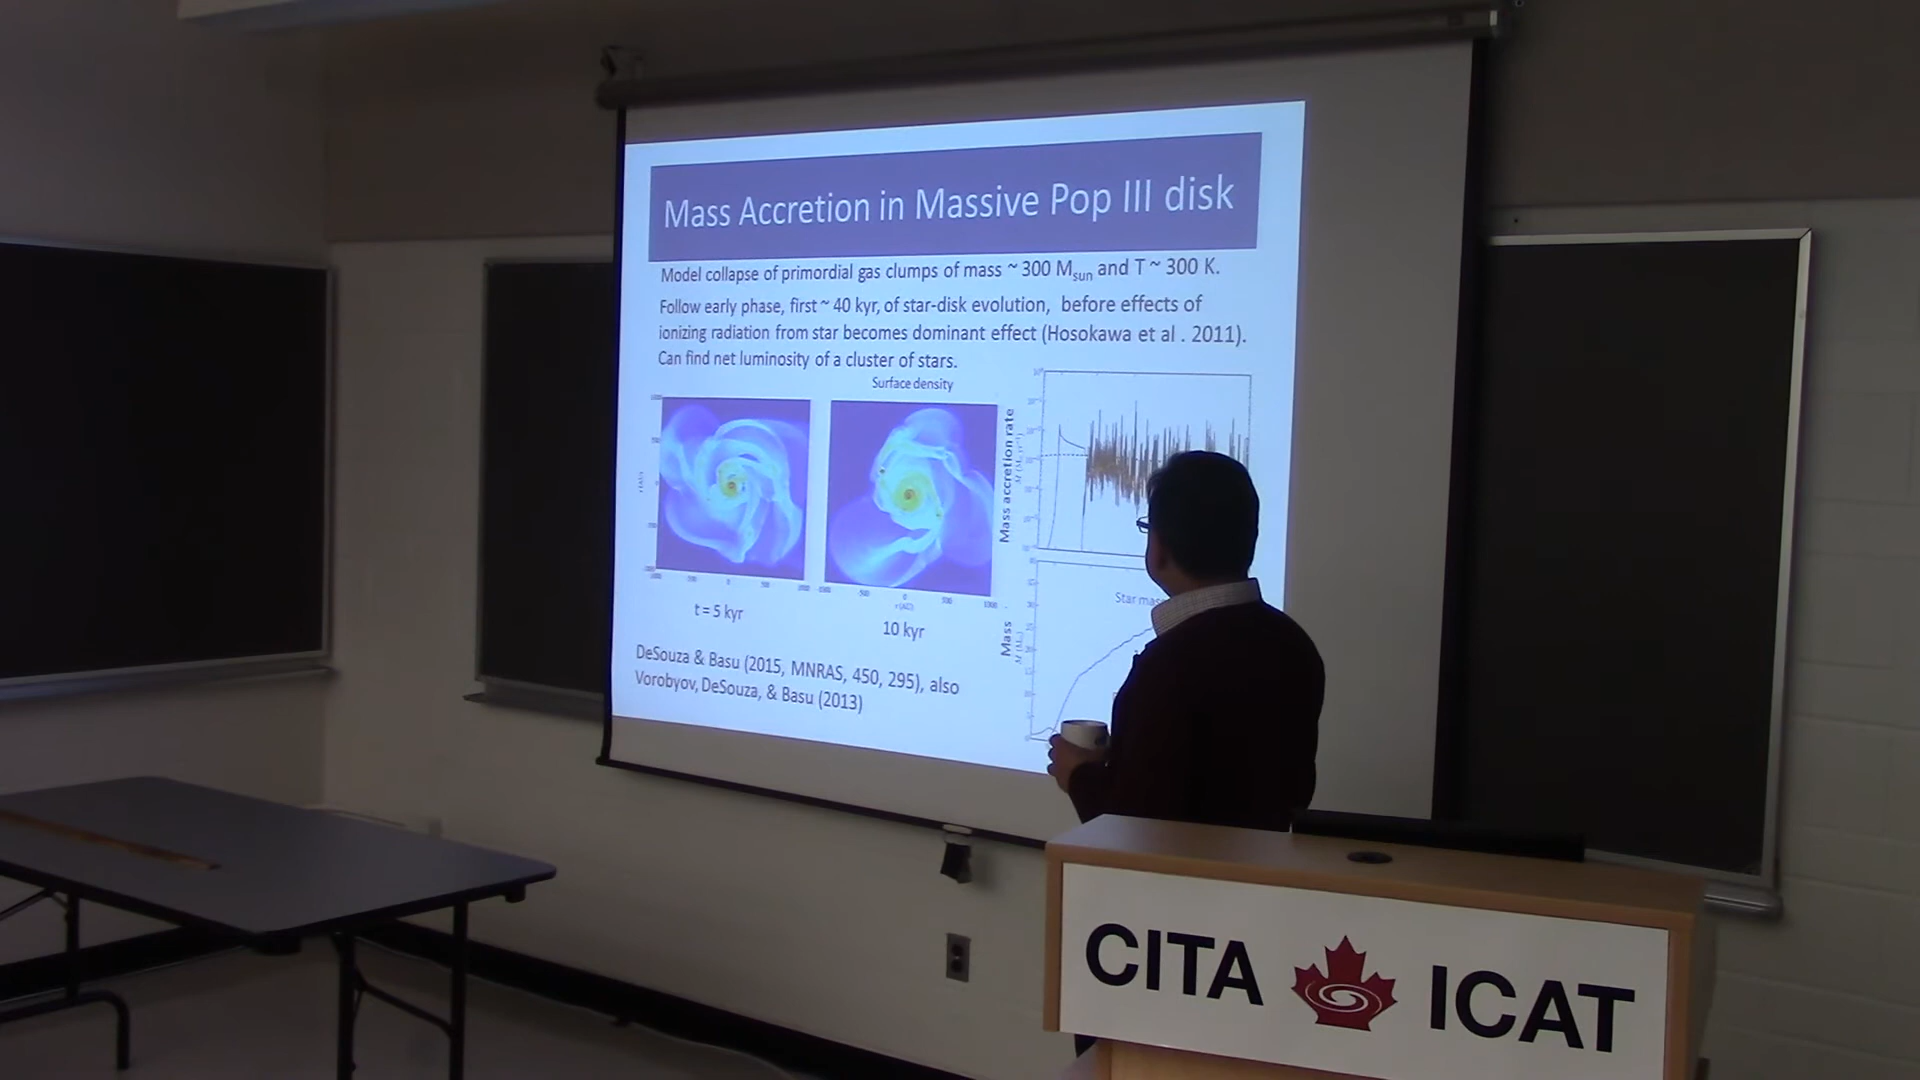 Mass Accretion in Massive Pop III disk
Model collapse of primordial gas clumps of mass ~ 300 Msun and T ~ 300 K.
Follow early phase, first ~ 40 kyr, of star-disk evolution, before effects of
ionizing radiation from star becomes dominant effect (Hosokawa et al . 2011).
Can find net luminosity of a cluster of stars.
Surface density
Mass accretion rate
t = 5 kyr
10 kyr
Star mass
Mass
DeSouza & Basu (2015, MNRAS, 450, 295), also
Vorobyov, DeSouza, & Basu (2013)
CITA ICAT